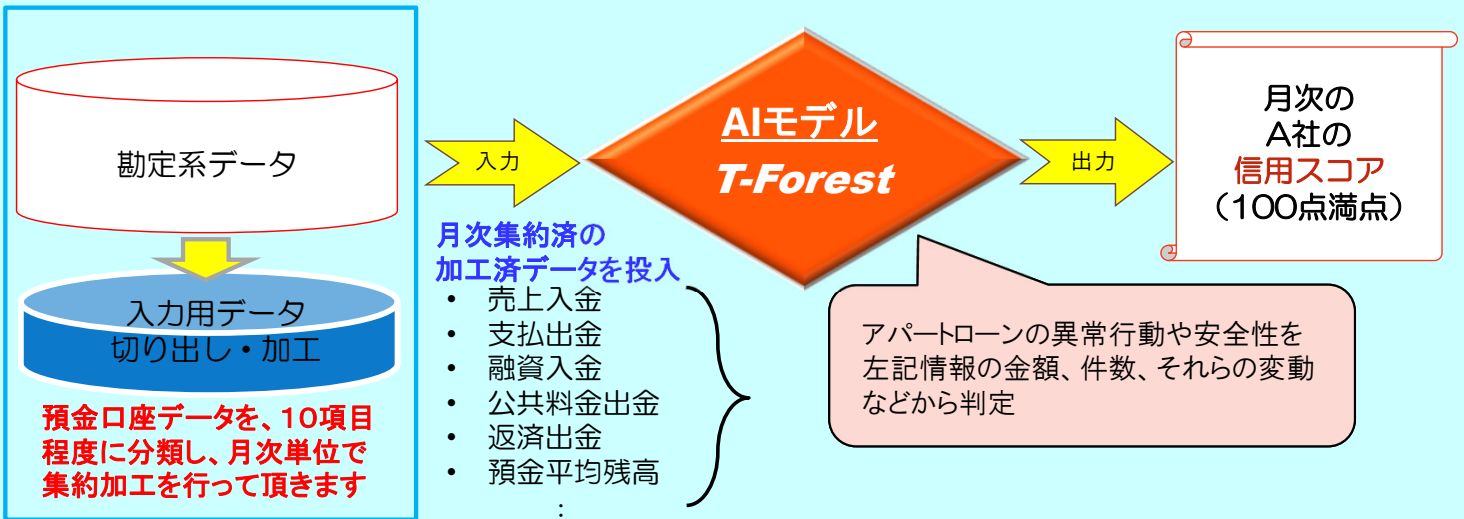 勘定系データ
入力用データ
切り出し・加工
預金口座データを、１０項目
程度に分類し、月次単位で
集約加工を行って頂きます
入力
月次集約済の
加工済データを投入
• 売上入金
• 支払出金
• 融資入金
• 公共料金出金
• 返済出金
• 預金平均残高
：
AIモデル
T-Forest
出力
アパートローンの異常行動や安全性を
左記情報の金額、件数、それらの変動
などから判定
月次の
Ａ社の
信用スコア
（１００点満点）